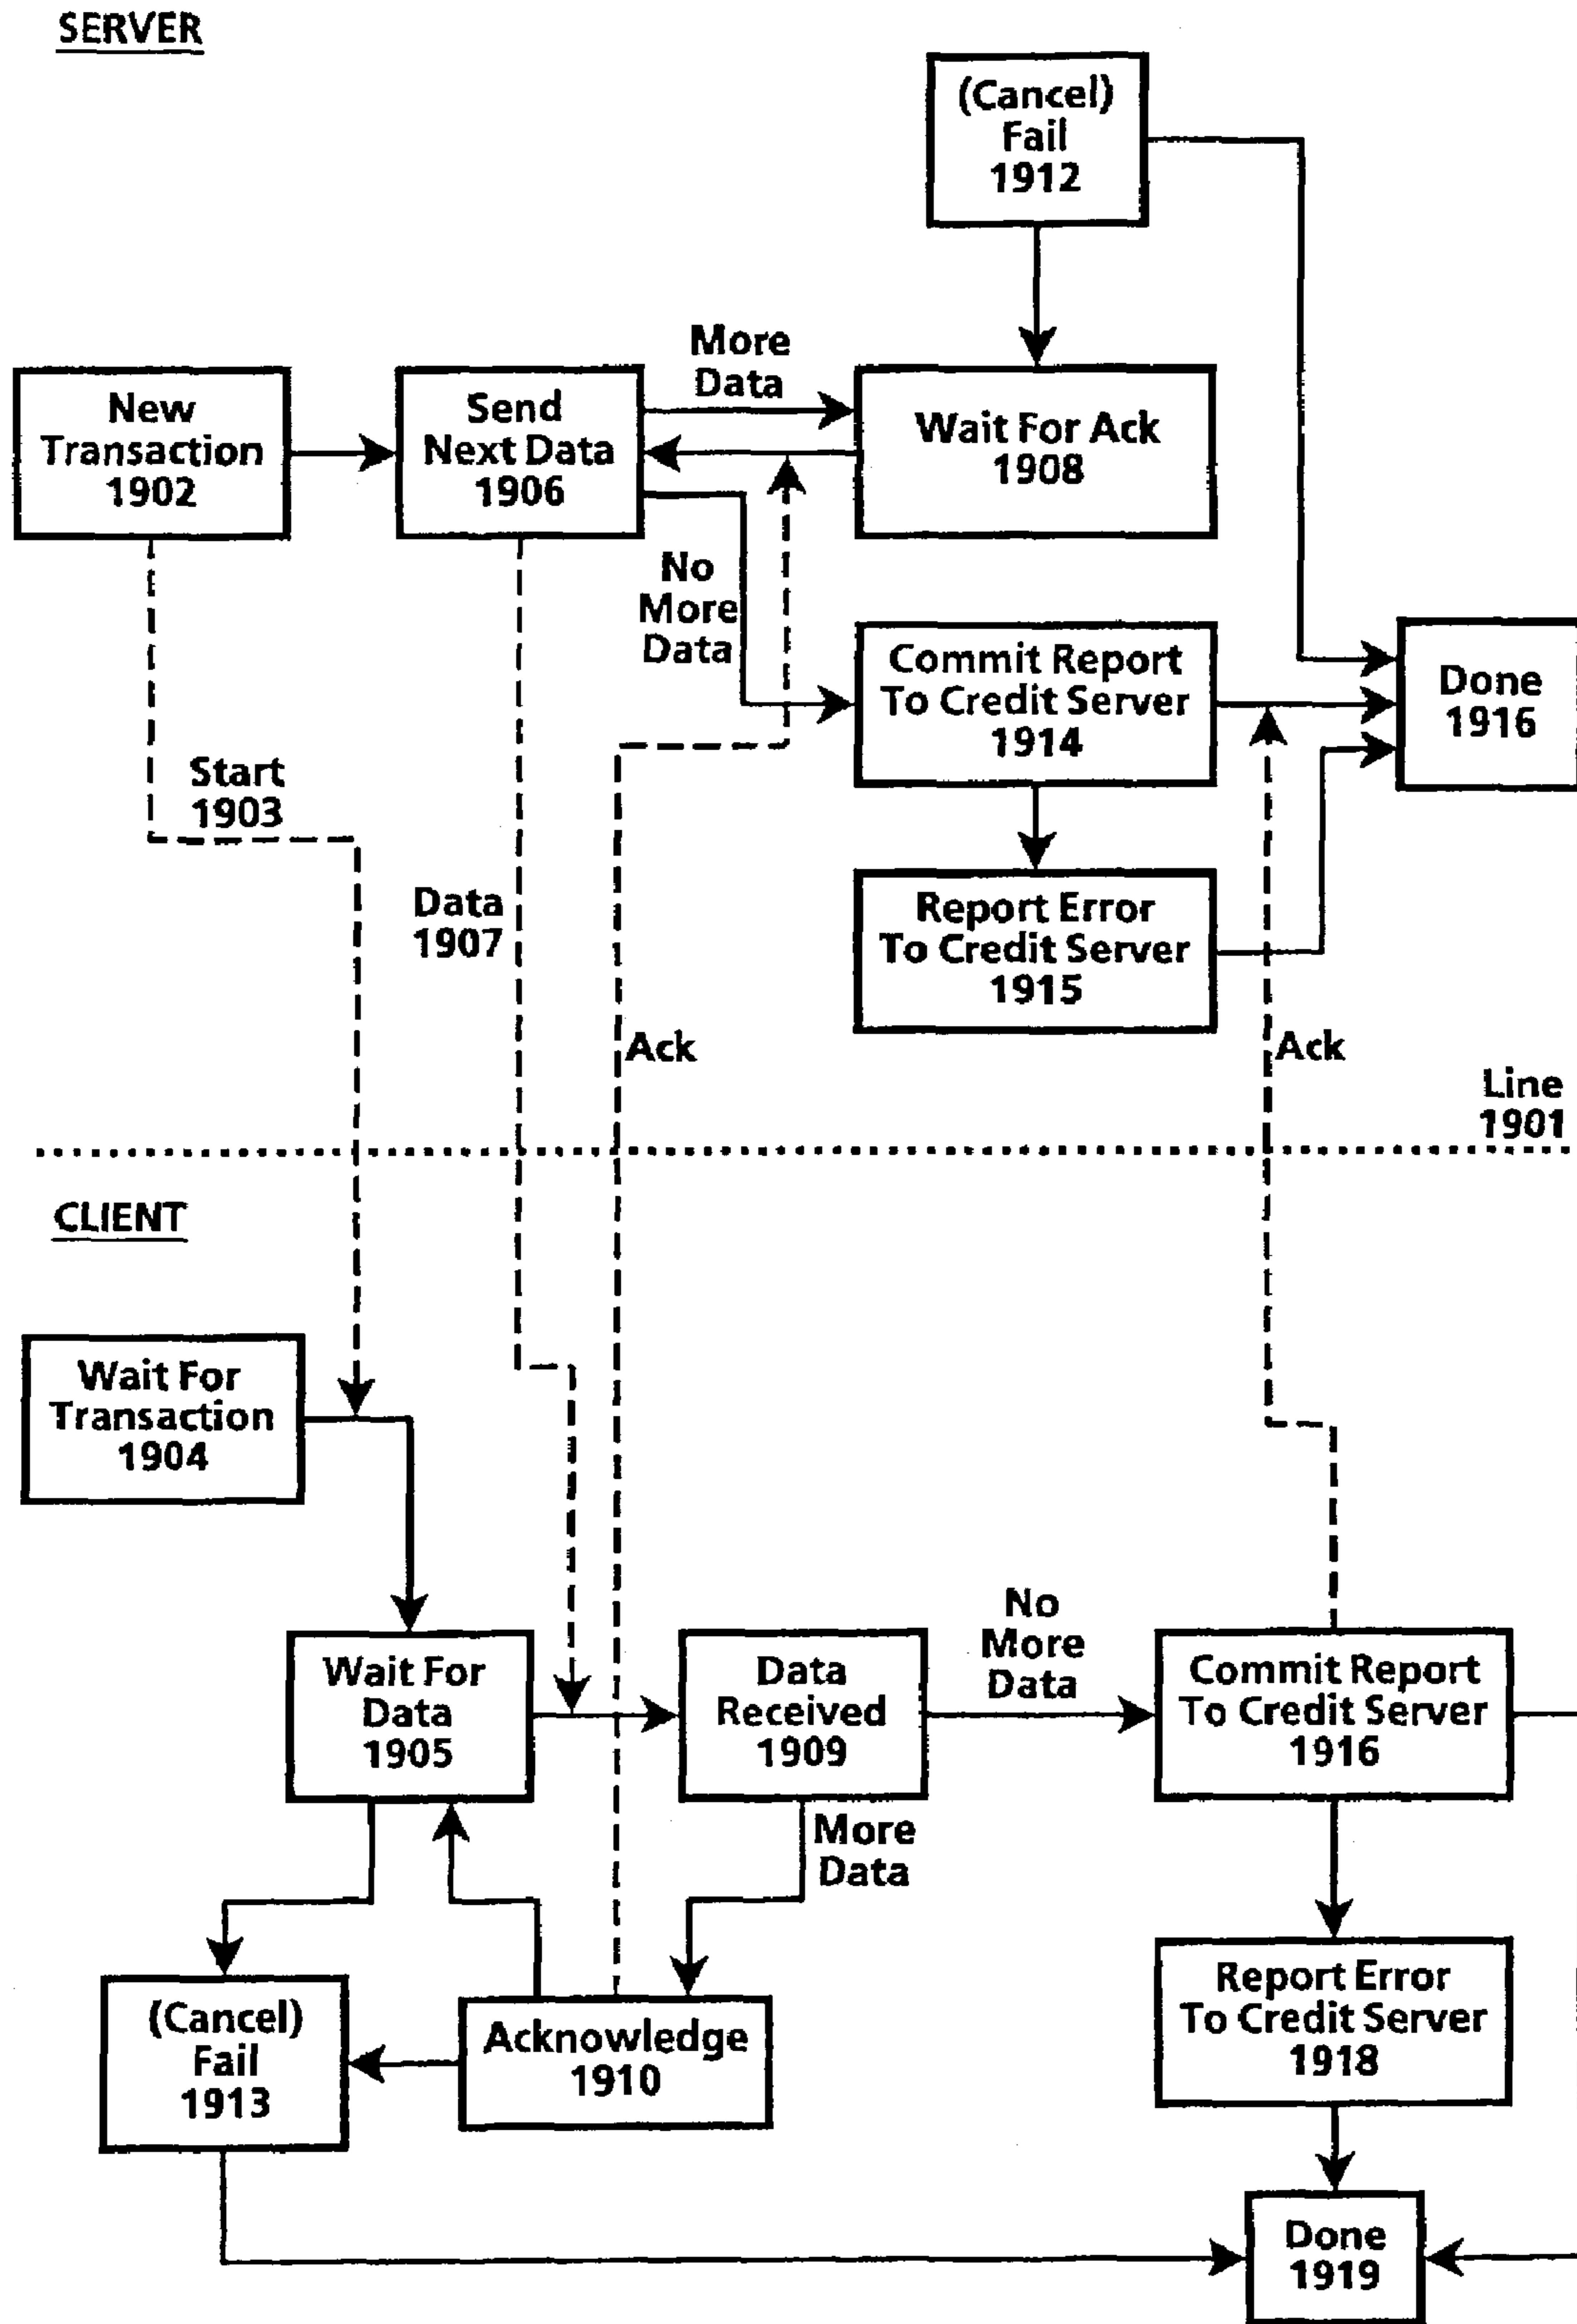 SERVER
(Cancel)
Fail
1912
More
Data
New
Transaction
1902
Send
Next Data
1906
Wait For Ack
1908
No
More
Data
Commit Report
To Credit Server
1914
Done
1916
Start
1903
Data
1907
Report Error
To Credit Server
1915
Ack
Ack
Line
1901
CLIENT
Wait For
Transaction
1904
Wait For
Data
1905
Data
Received
1909
No
More
Data
Commit Report
To Credit Server
1916
More
Data
(Cancel)
Fail
1913
Acknowledge
1910
Report Error
To Credit Server
1918
Done
1919